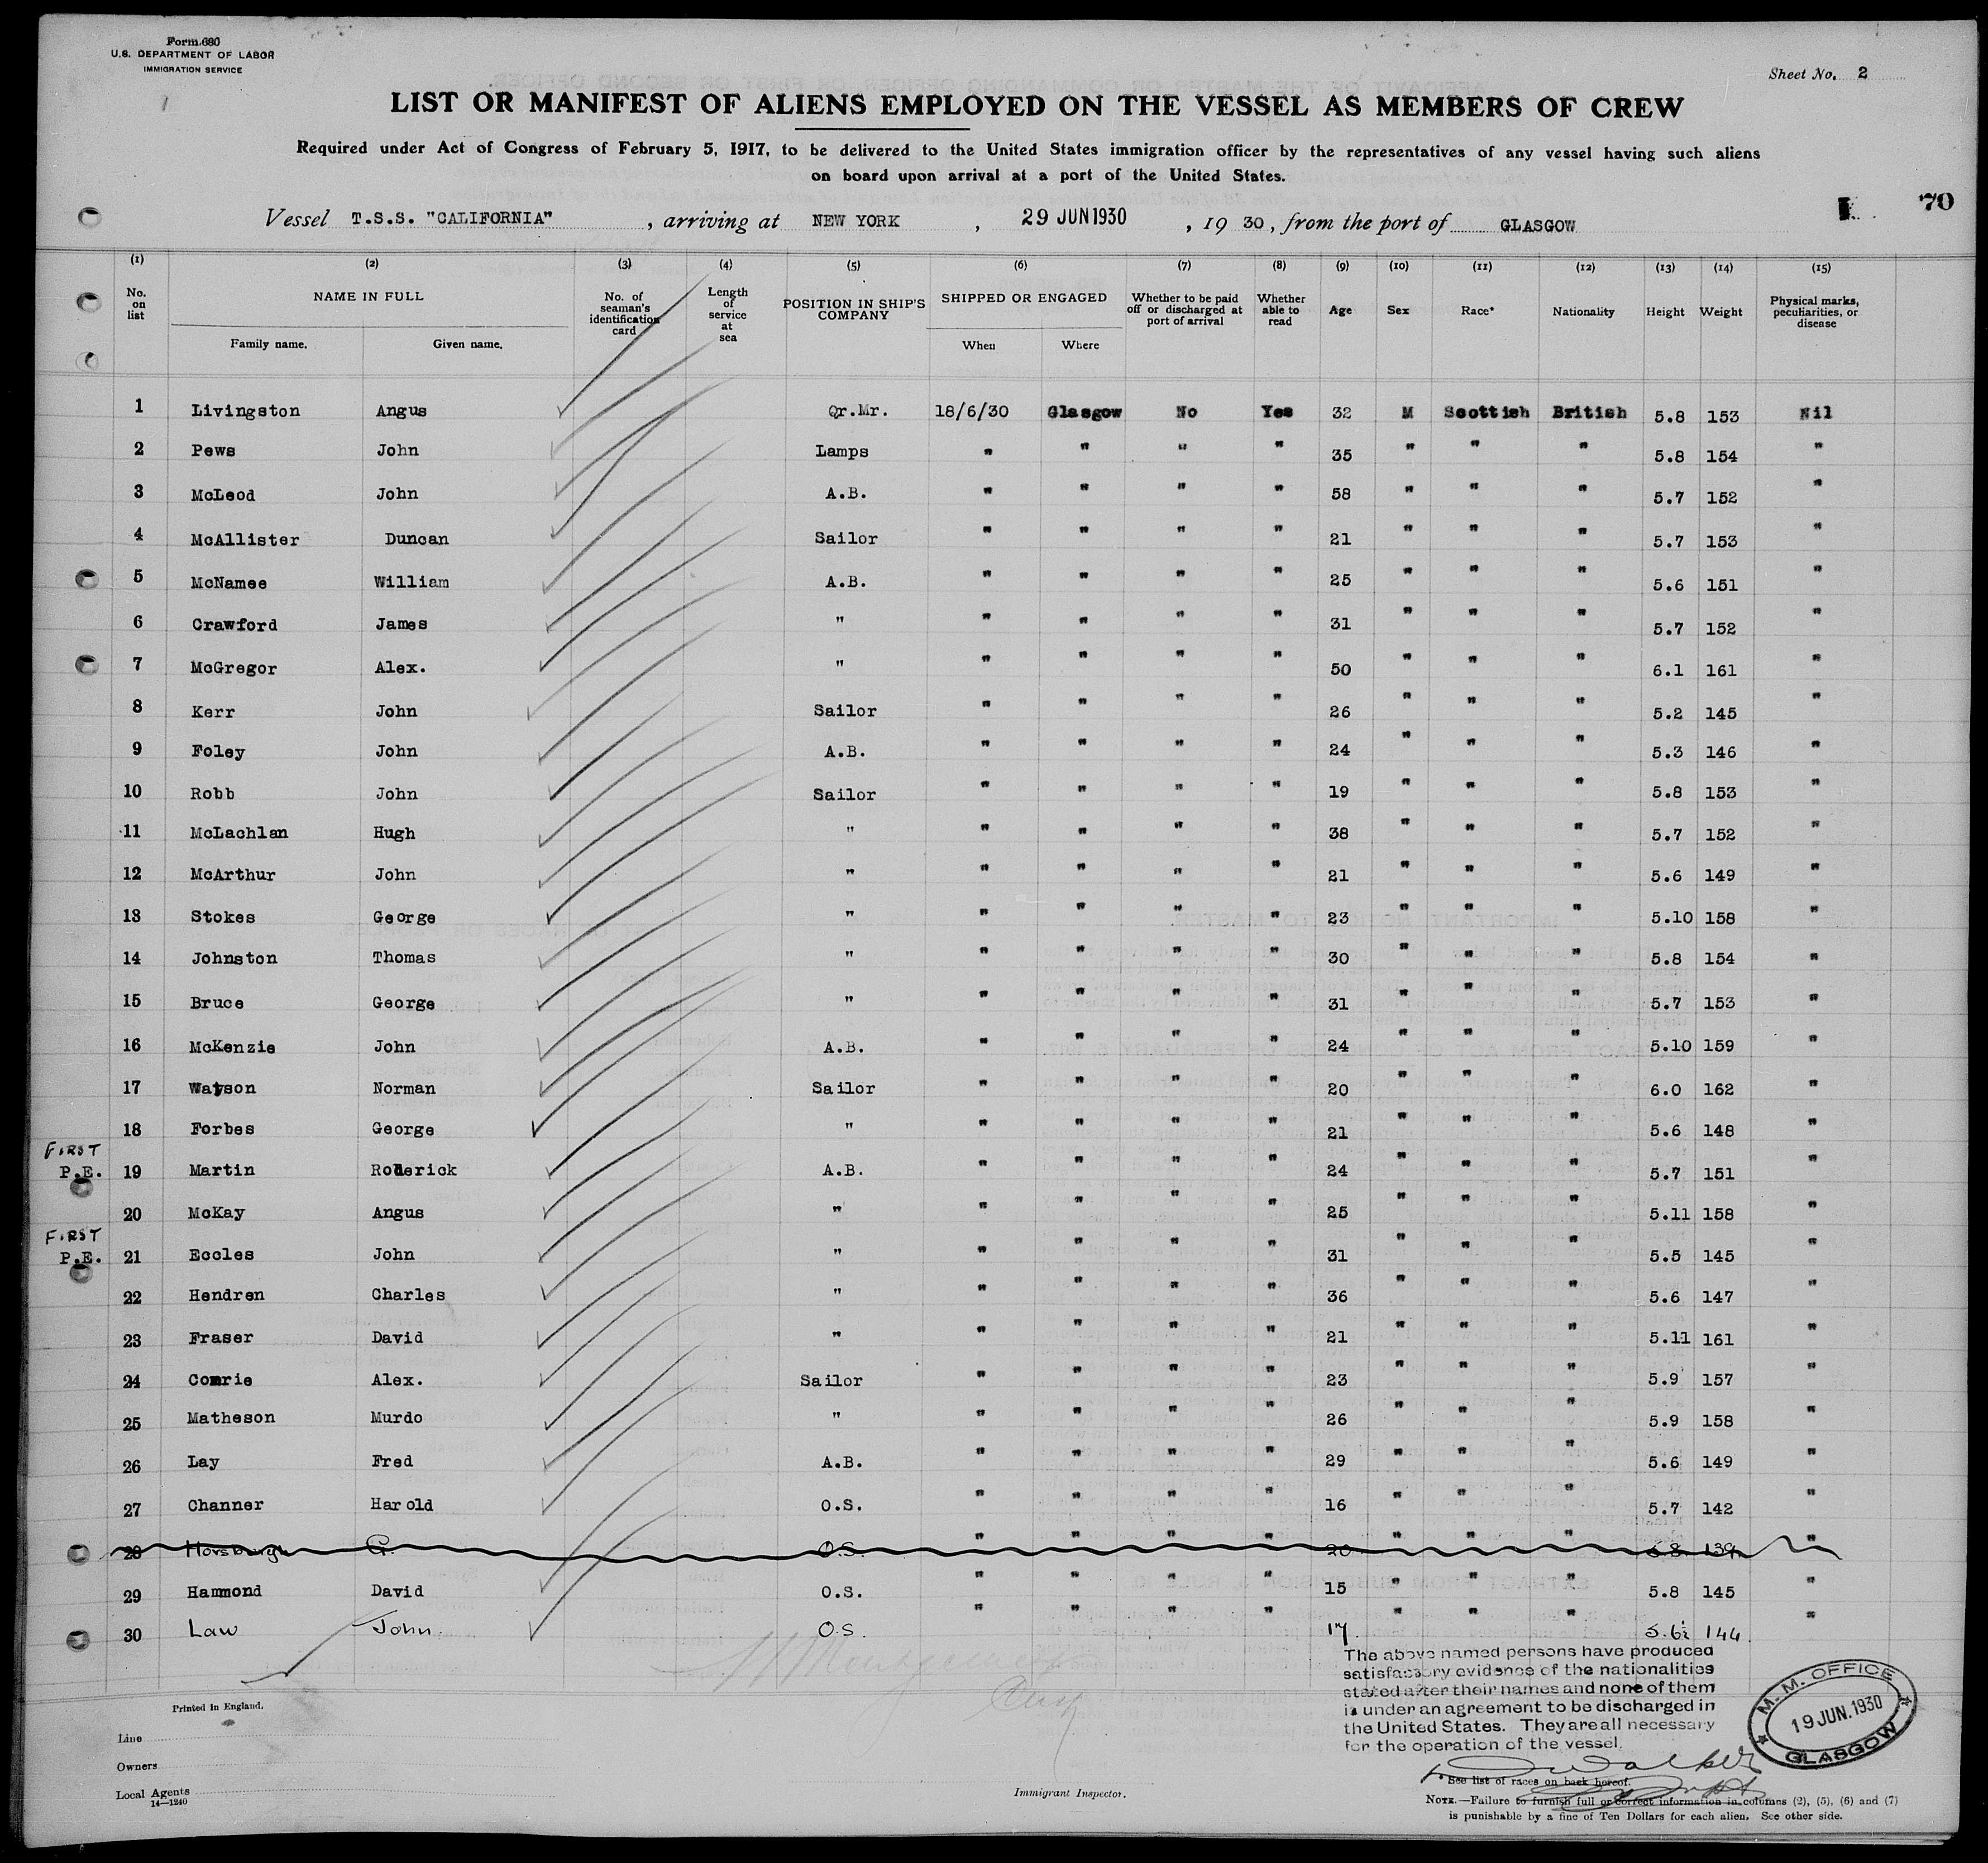 Form 680
U.S. DEPARTMENT OF LABOR
IMMIGRATION SERVICE
Sheet No. 2
LIST OR MANIFEST OF ALIENS EMPLOYED ON THE VESSEL AS MEMBERS OF CREW
Required under Act of Congress of February 5, 1917, to be delivered to the United States immigration officer by the representatives of any vessel having such aliens
on board upon arrival at a port of the United States.
Vessel T.S.S. "CALIFORNIA", arriving at NEW YORK, 29 JUN 1930, 19 30, from the port of GLASGOW
70
(1) (2) (3) (4) (5) (6) (7) (8) (9) (10) (11) (12) (13) (14) (15)
No. on list NAME IN FULL Family name. Given name. No. of seaman's identification card Length of service at sea POSITION IN SHIP'S COMPANY SHIPPED OR ENGAGED When Where Whether to be paid off or discharged at port of arrival Whether able to read Age Sex Race* Nationality Height Weight Physical marks, peculiarities, or disease
1 Livingston Angus Qr.Mr. 18/6/30 Glasgow No Yes 32 M Scottish British 5.8 153 Nil
2 Pews John Lamps " " " " 35 " " " 5.8 154 "
3 McLeod John A.B. " " " " 58 " " " 5.7 152 "
4 McAllister Duncan Sailor " " " " 21 " " " 5.7 153 "
5 McNamee William A.B. " " " " 25 " " " 5.6 151 "
6 Crawford James " " " " " 31 " " " 5.7 152 "
7 McGregor Alex. " " " " " 50 " " " 6.1 161 "
8 Kerr John Sailor " " " " 26 " " " 5.2 145 "
9 Foley John A.B. " " " " 24 " " " 5.3 146 "
10 Robb John Sailor " " " " 19 " " " 5.8 153 "
11 McLachlan Hugh " " " " " 38 " " " 5.7 152 "
12 McArthur John " " " " " 21 " " " 5.6 149 "
13 Stokes George " " " " " 23 " " " 5.10 158 "
14 Johnston Thomas " " " " " 30 " " " 5.8 154 "
15 Bruce George " " " " " 31 " " " 5.7 153 "
16 McKenzie John A.B. " " " " 24 " " " 5.10 159 "
17 Watson Norman Sailor " " " " 20 " " " 6.0 162 "
18 Forbes George " " " " " 21 " " " 5.6 148 "
FIRST
P.E. 19 Martin Roderick A.B. " " " " 24 " " " 5.7 151 "
20 McKay Angus " " " " " 25 " " " 5.11 158 "
FIRST
P.E. 21 Eccles John " " " " " 31 " " " 5.5 145 "
22 Hendren Charles " " " " " 36 " " " 5.6 147 "
23 Fraser David " " " " " 21 " " " 5.11 161 "
24 Comrie Alex. Sailor " " " " 23 " " " 5.9 157 "
25 Matheson Murdo " " " " " 26 " " " 5.9 158 "
26 Lay Fred A.B. " " " " 29 " " " 5.6 149 "
27 Channer Harold O.S. " " " " 16 " " " 5.7 142 "
28 Horsburgh G. O.S. " " " " 20 " " " 5.8 139 "
29 Hammond David O.S. " " " " 15 " " " 5.8 145 "
30 Law John O.S. " " " " 17 " " " 5.6½ 144 "
The above named persons have produced
satisfactory evidence of the nationalities
stated after their names and none of them
is under an agreement to be discharged in
the United States. They are all necessary
for the operation of the vessel.
M. M. OFFICE
19 JUN. 1930
GLASGOW
Printed in England.
Line
Owners
Local Agents
14—1240
Immigrant Inspector.
Walker
* See list of races on back hereof.
NOTE.—Failure to furnish full or correct information in columns (2), (5), (6) and (7)
is punishable by a fine of Ten Dollars for each alien. See other side.